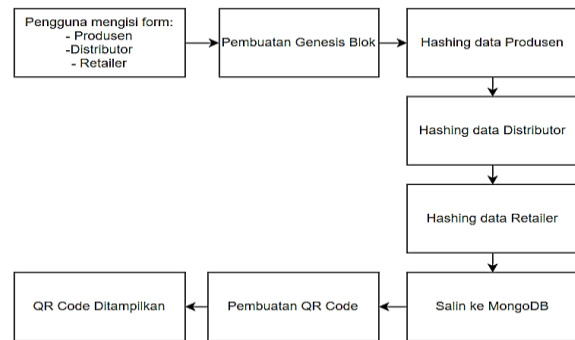 Pengguna mengisi form:
- Produsen
-Distributor
- Retailer
Pembuatan Genesis Blok
Hashing data Produsen
Hashing data Distributor
Hashing data Retailer
Salin ke MongoDB
Pembuatan QR Code
QR Code Ditampilkan